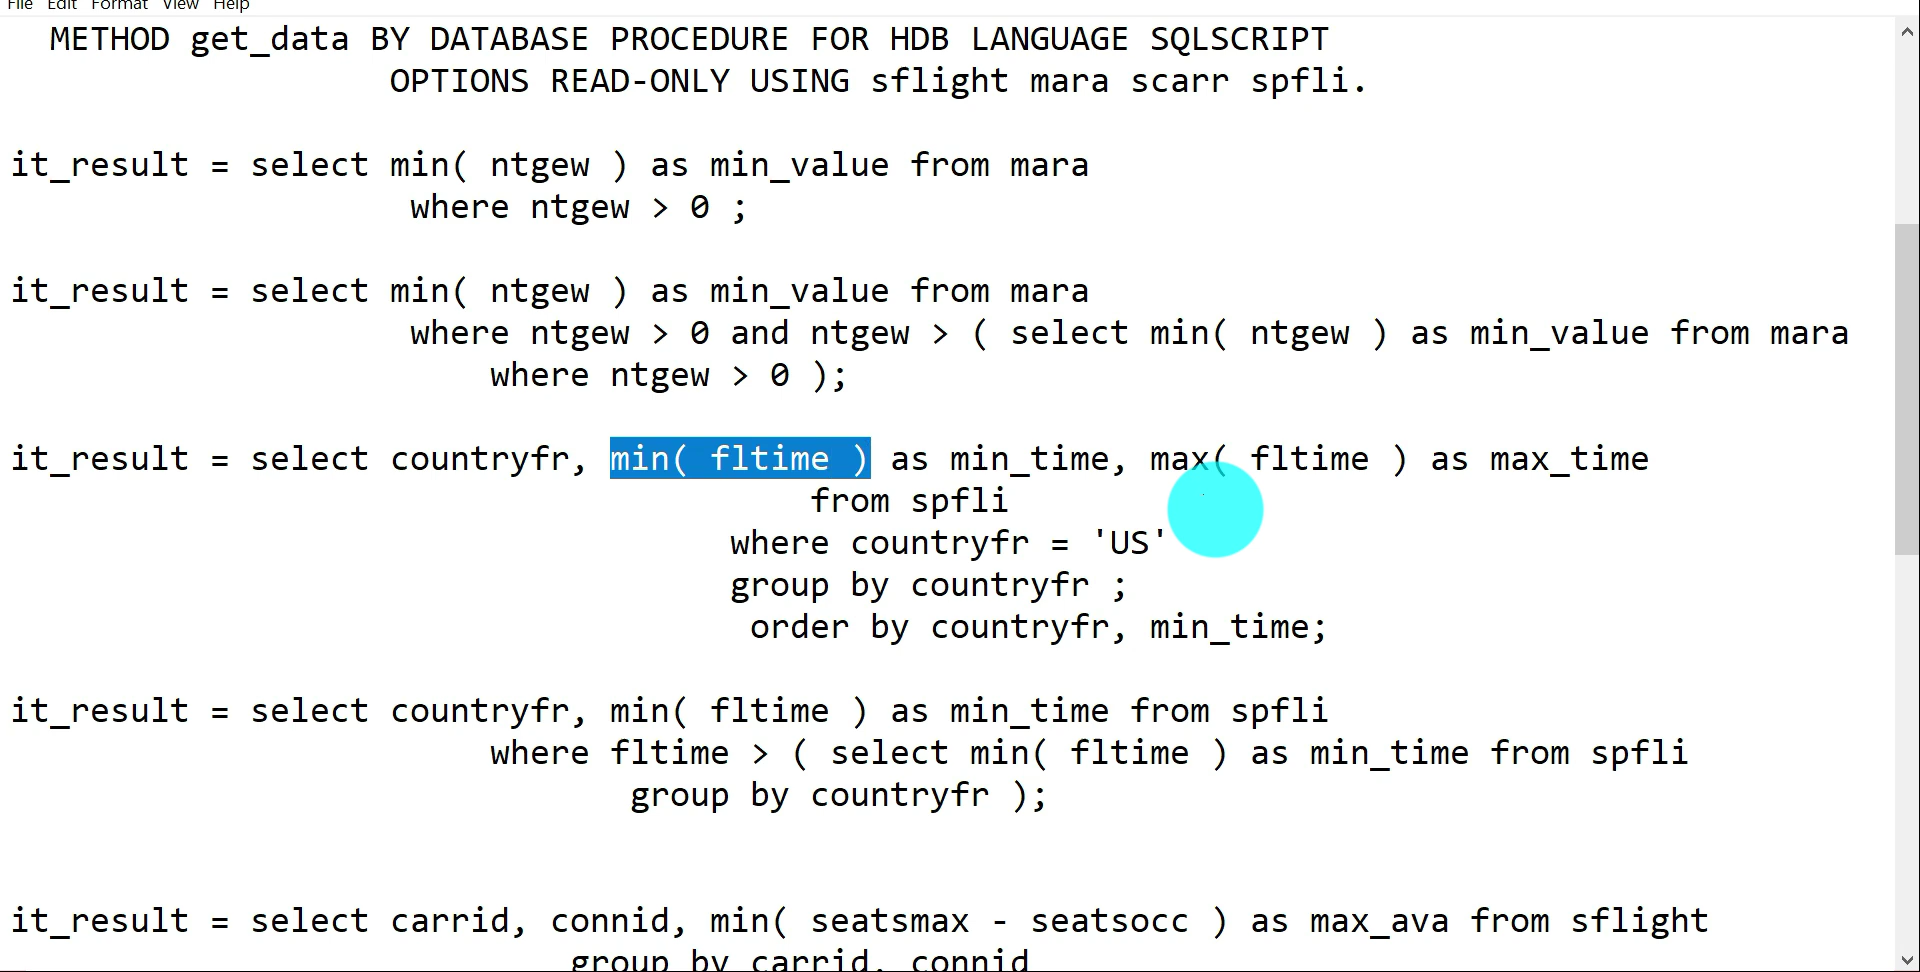 File Edit Format View Help
METHOD get_data BY DATABASE PROCEDURE FOR HDB LANGUAGE SQLSCRIPT
OPTIONS READ-ONLY USING sflight mara scarr spfli.
it_result = select min( ntgew ) as min_value from mara
where ntgew > 0 ;
it_result = select min( ntgew ) as min_value from mara
where ntgew > 0 and ntgew > ( select min( ntgew ) as min_value from mara
where ntgew > 0 );
it_result = select countryfr, min( fltime ) as min_time, max( fltime ) as max_time
from spfli
where countryfr = 'US'
group by countryfr ;
order by countryfr, min_time;
it_result = select countryfr, min( fltime ) as min_time from spfli
where fltime > ( select min( fltime ) as min_time from spfli
group by countryfr );
it_result = select carrid, connid, min( seatsmax - seatsocc ) as max_ava from sflight
group by carrid, connid